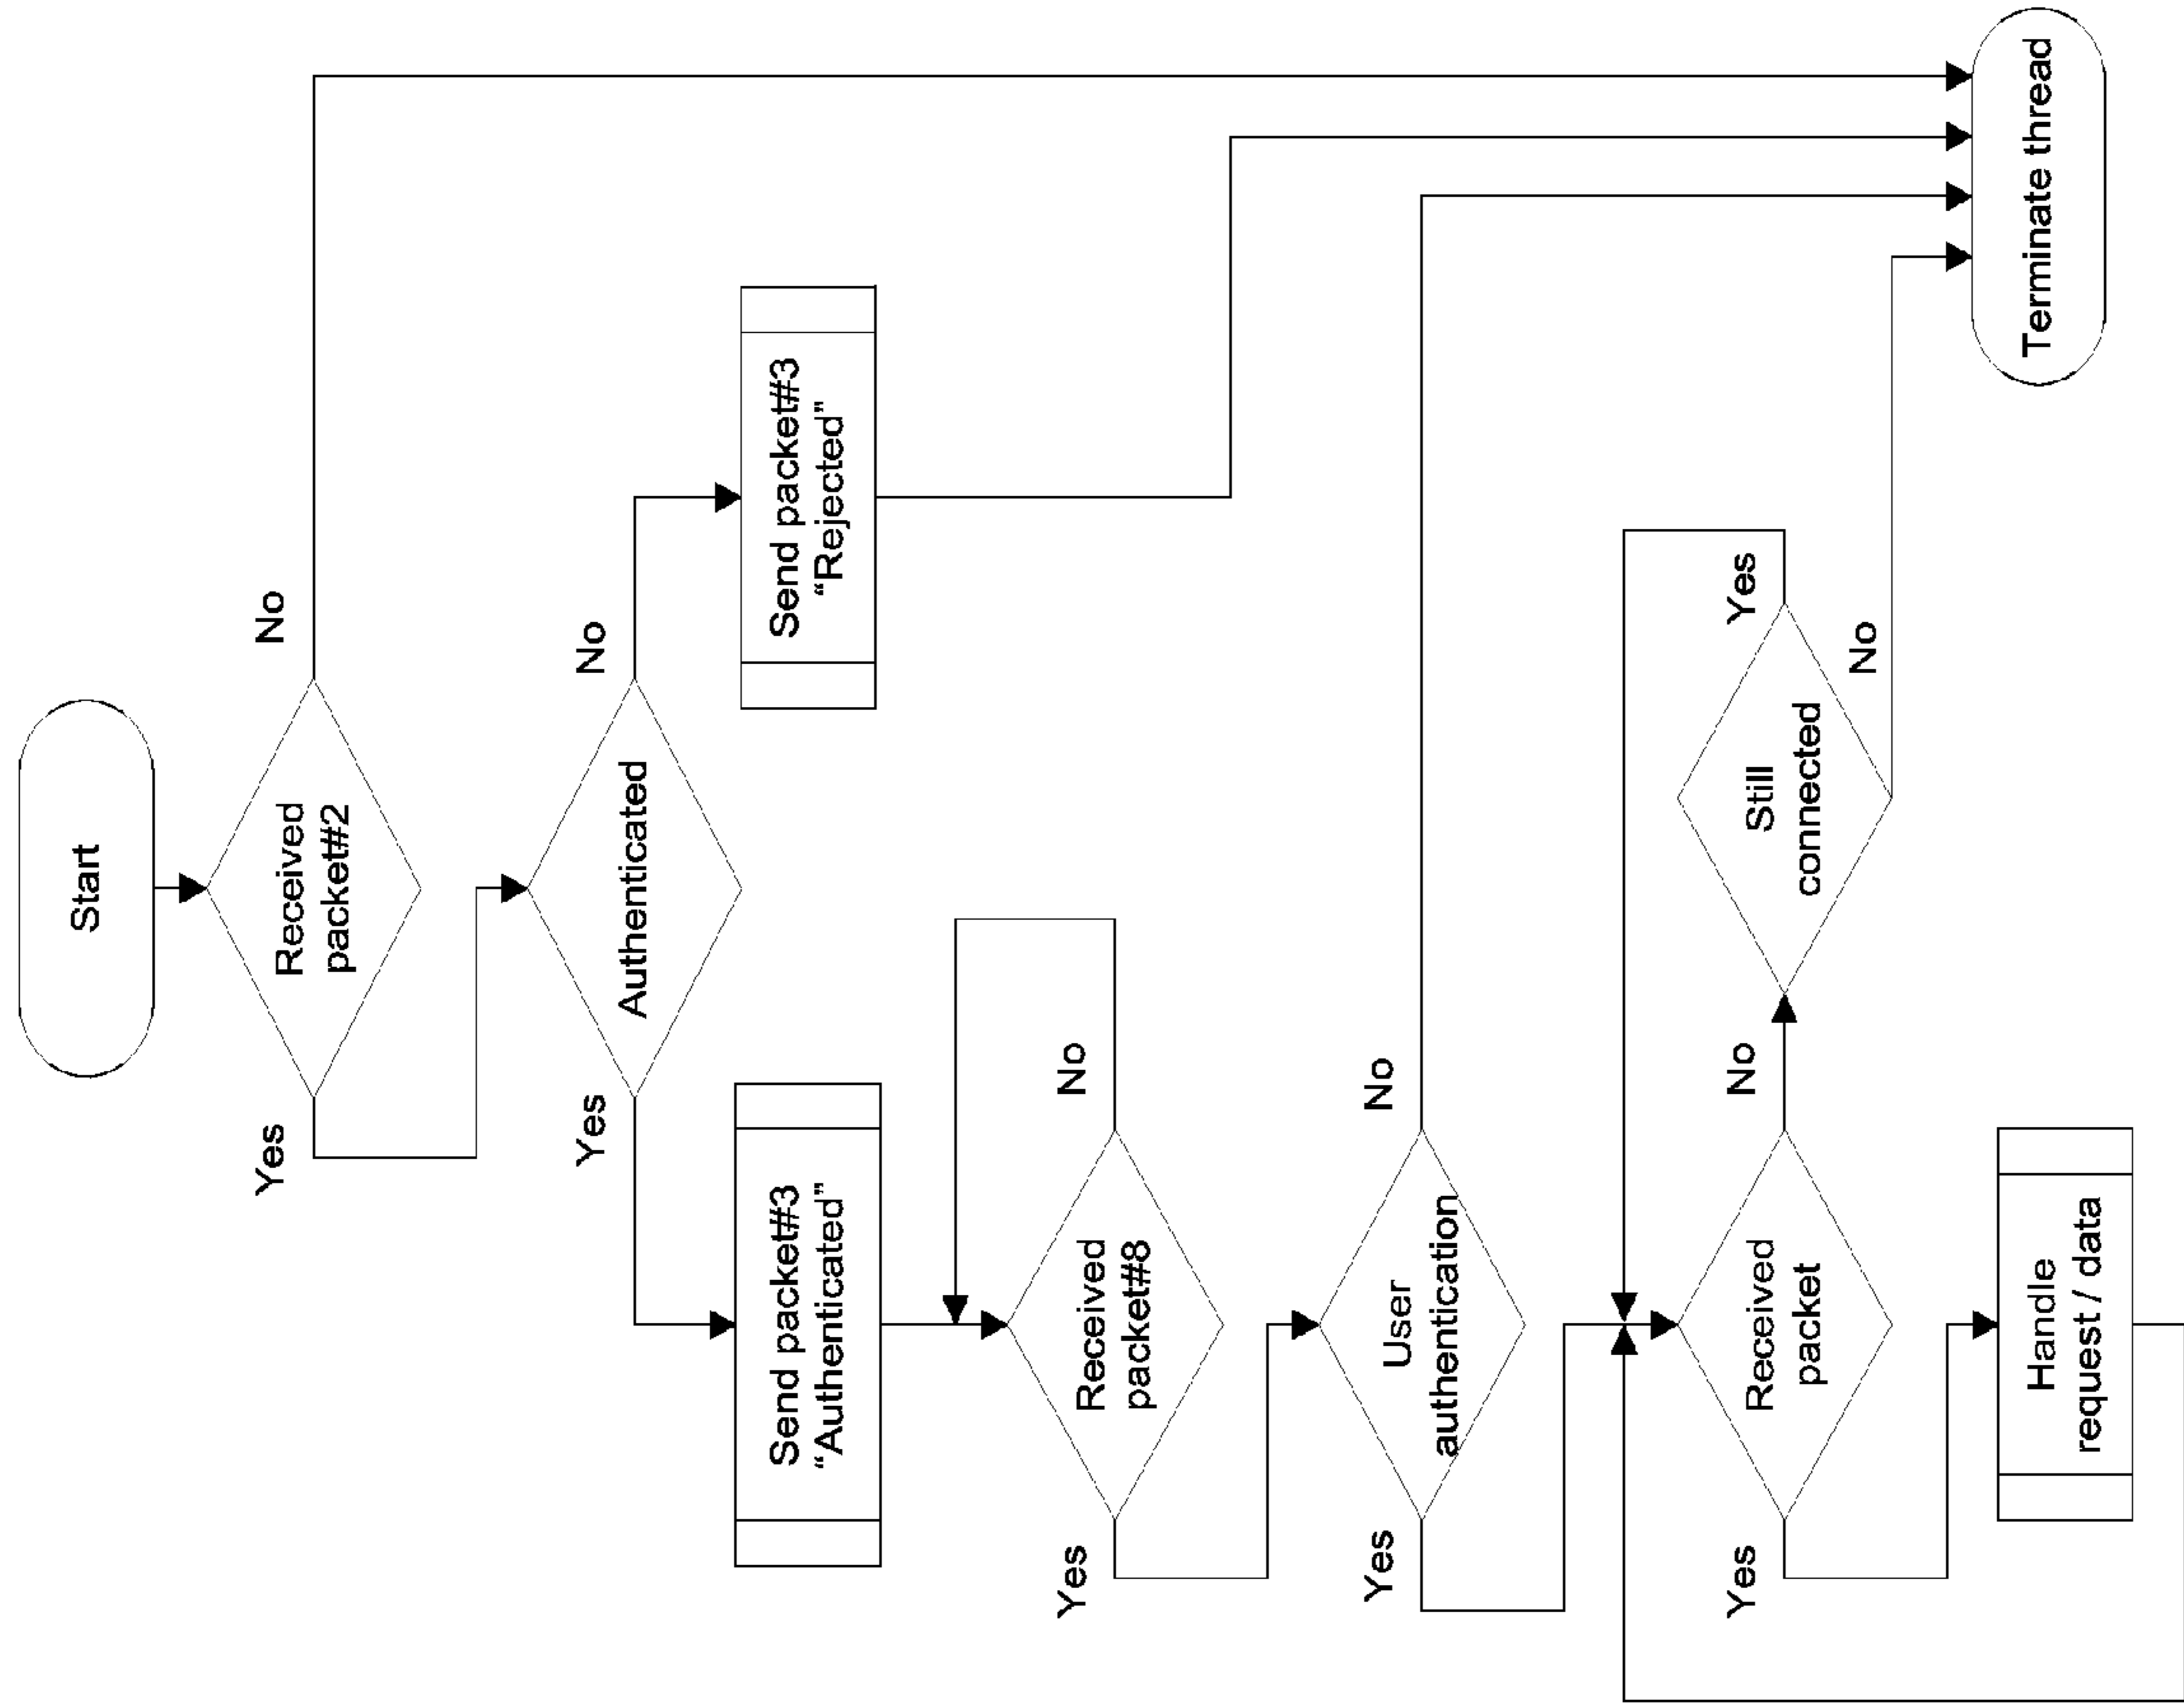 Start
Received
packet#2
Yes
No
Authenticated
Yes
No
Send packet#3
“Authenticated”
Send packet#3
“Rejected”
Received
packet#8
Yes
No
User
authentication
Yes
No
Received
packet
Yes
No
Still
connected
Yes
No
Handle
request / data
Terminate thread